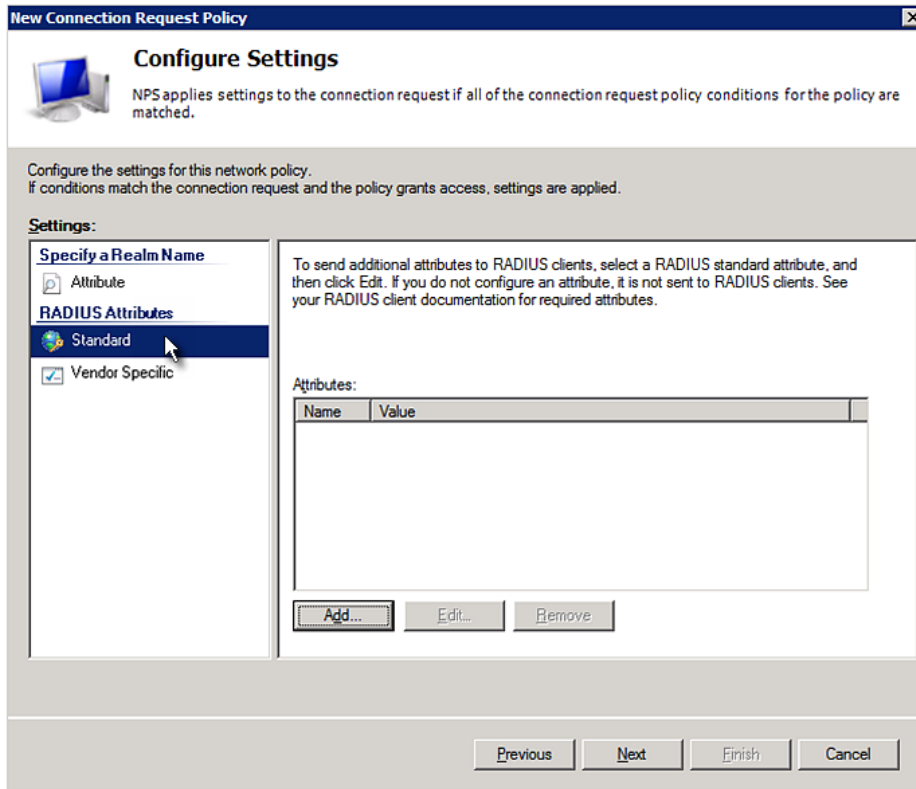 New Connection Request Policy
Configure Settings
NPS applies settings to the connection request if all of the connection request policy conditions for the policy are
matched.
Configure the settings for this network policy.
If conditions match the connection request and the policy grants access, settings are applied.
Settings:
Specify a Realm Name
Attribute
RADIUS Attributes
Standard
Vendor Specific
To send additional attributes to RADIUS clients, select a RADIUS standard attribute, and
then click Edit. If you do not configure an attribute, it is not sent to RADIUS clients. See
your RADIUS client documentation for required attributes.
Attributes:
Name Value
Add... Edit... Remove
Previous Next Finish Cancel